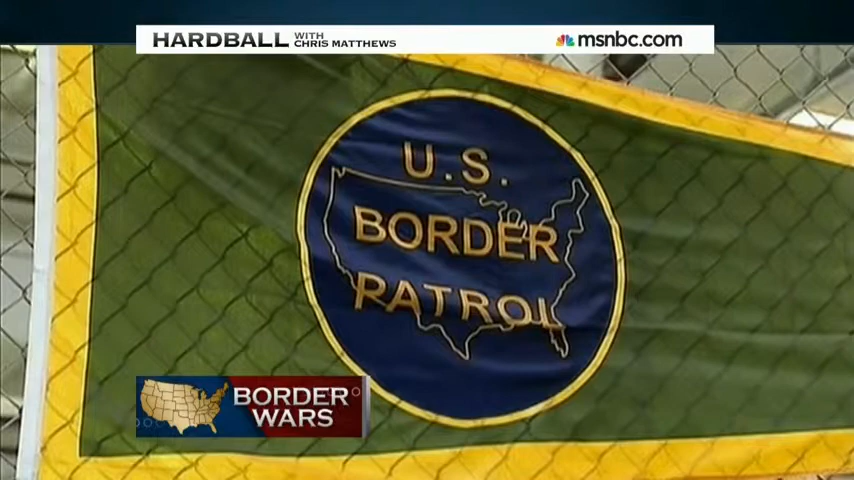 HARDBALL WITH CHRIS MATTHEWS
msnbc.com
U.S.
BORDER
PATROL
BORDER
WARS